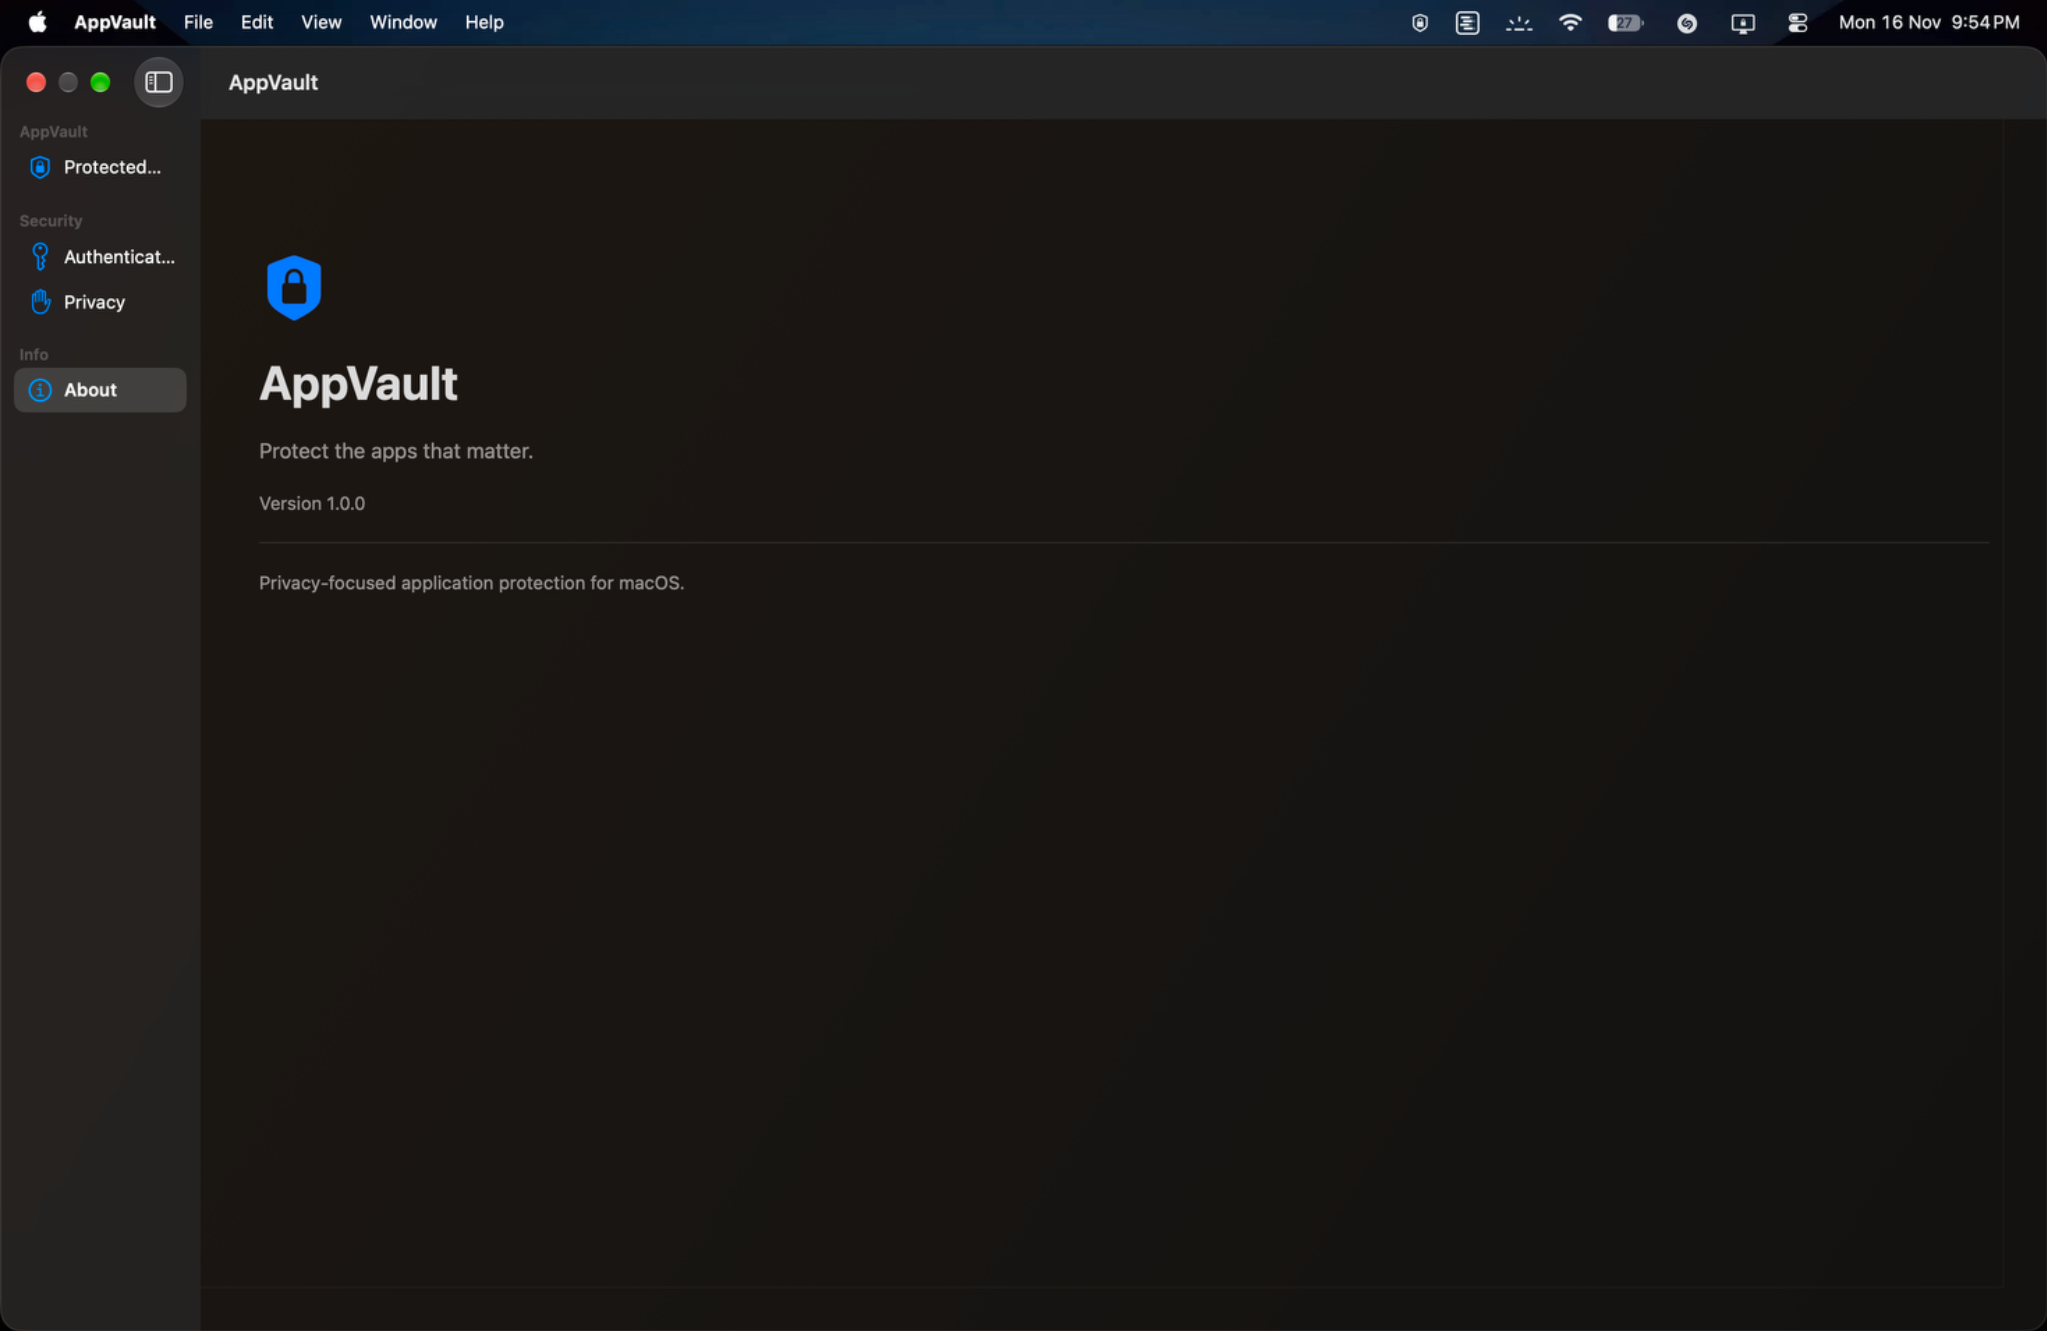 AppVault File Edit View Window Help 27 Mon 16 Nov 9:54 PM
AppVault
AppVault
Protected...
Security
Authenticat...
Privacy
Info
About
AppVault
Protect the apps that matter.
Version 1.0.0
Privacy-focused application protection for macOS.